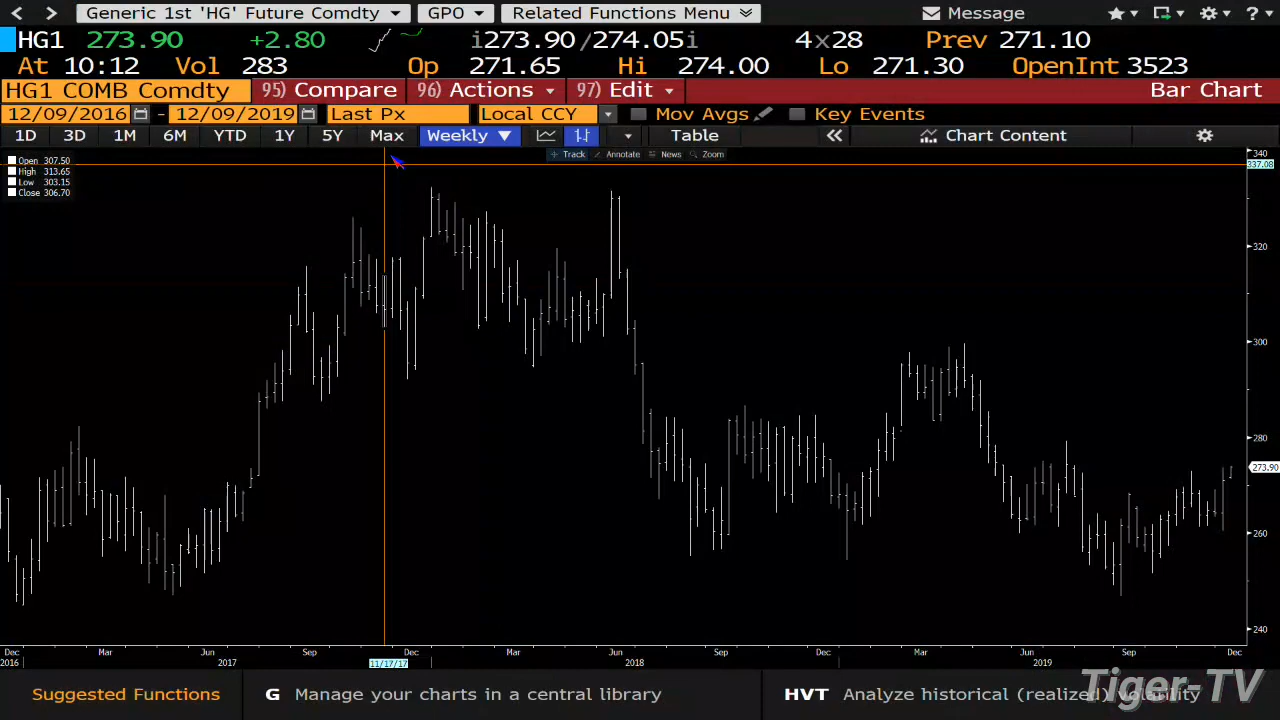 Generic 1st 'HG' Future Comdty GPO Related Functions Menu Message
HG1 273.90 +2.80 i273.90 /274.05i 4x28 Prev 271.10
At 10:12 Vol 283 Op 271.65 Hi 274.00 Lo 271.30 OpenInt 3523
HG1 COMB Comdty 95) Compare 96) Actions 97) Edit Bar Chart
12/09/2016 - 12/09/2019 Last Px Local CCY Mov Avgs Key Events
1D 3D 1M 6M YTD 1Y 5Y Max Weekly ▼ Table « Chart Content
Track Annotate News Zoom
Open 307.50
High 313.65
Low 303.15
Close 306.70
340
337.08
320
300
280
273.90
260
240
Dec Mar Jun Sep Dec Mar Jun Sep Dec Mar Jun Sep Dec
2016 2017 11/17/17 2018 2019
Suggested Functions G Manage your charts in a central library HVT Analyze historical (realized) volatility
Tiger-TV